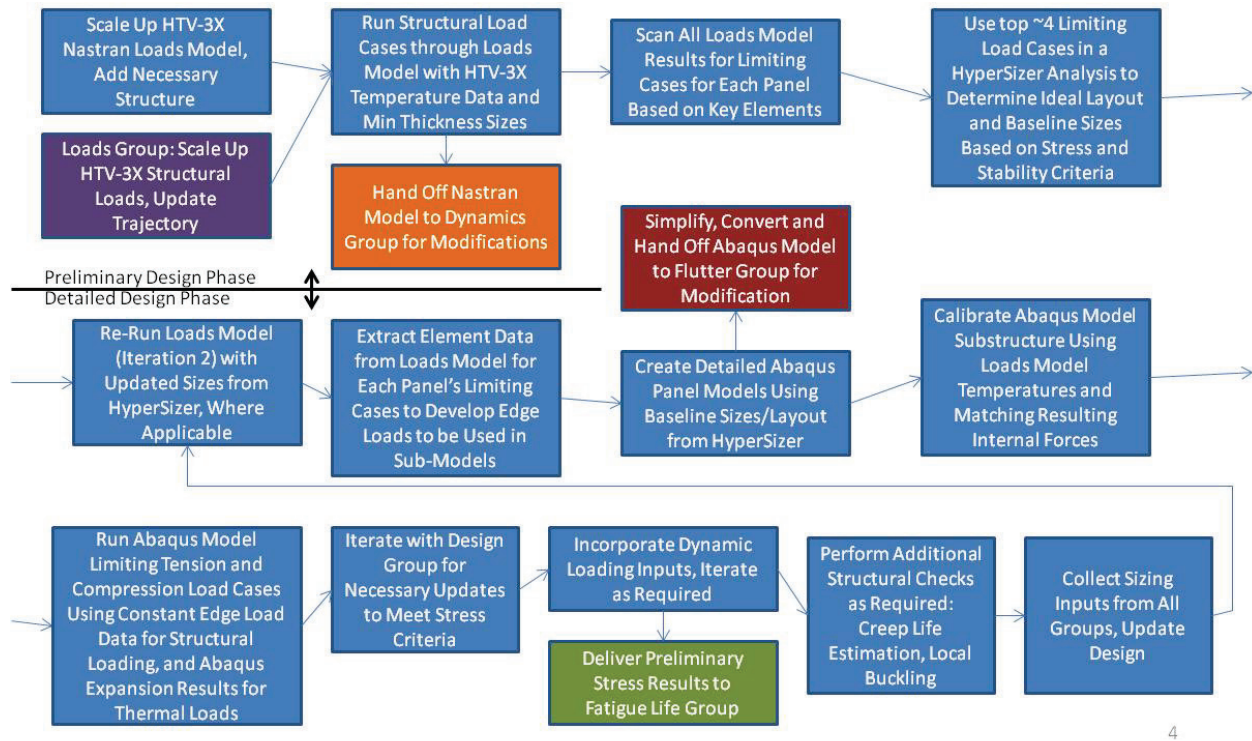 Scale Up HTV-3X
Nastran Loads Model,
Add Necessary
Structure
Run Structural Load
Cases through Loads
Model with HTV-3X
Temperature Data and
Min Thickness Sizes
Scan All Loads Model
Results for Limiting
Cases for Each Panel
Based on Key Elements
Use top ~4 Limiting
Load Cases in a
HyperSizer Analysis to
Determine Ideal Layout
and Baseline Sizes
Based on Stress and
Stability Criteria
Loads Group: Scale Up
HTV-3X Structural
Loads, Update
Trajectory
Hand Off Nastran
Model to Dynamics
Group for Modifications
Simplify, Convert and
Hand Off Abaqus Model
to Flutter Group for
Modification
Preliminary Design Phase
Detailed Design Phase
Re-Run Loads Model
(Iteration 2) with
Updated Sizes from
HyperSizer, Where
Applicable
Extract Element Data
from Loads Model for
Each Panel's Limiting
Cases to Develop Edge
Loads to be Used in
Sub-Models
Create Detailed Abaqus
Panel Models Using
Baseline Sizes/Layout
from HyperSizer
Calibrate Abaqus Model
Substructure Using
Loads Model
Temperatures and
Matching Resulting
Internal Forces
Run Abaqus Model
Limiting Tension and
Compression Load Cases
Using Constant Edge Load
Data for Structural
Loading, and Abaqus
Expansion Results for
Thermal Loads
Iterate with Design
Group for Necessary
Updates to Meet Stress
Criteria
Incorporate Dynamic
Loading Inputs, Iterate
as Required
Deliver Preliminary
Stress Results to
Fatigue Life Group
Perform Additional
Structural Checks
as Required:
Creep Life
Estimation, Local
Buckling
Collect Sizing
Inputs from All
Groups, Update
Design
4